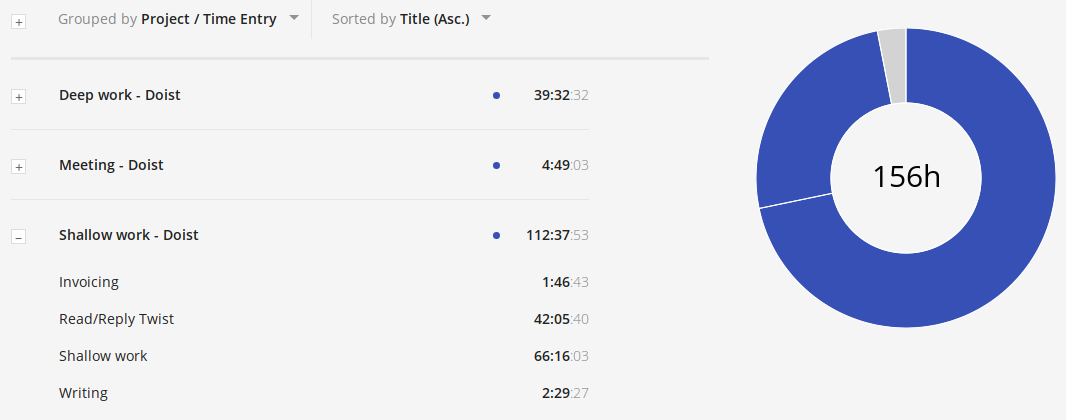 Grouped by Project / Time Entry
Sorted by Title (Asc.)
Deep work - Doist 39:32:32
Meeting - Doist 4:49:03
Shallow work - Doist 112:37:53
Invoicing 1:46:43
Read/Reply Twist 42:05:40
Shallow work 66:16:03
Writing 2:29:27
156h